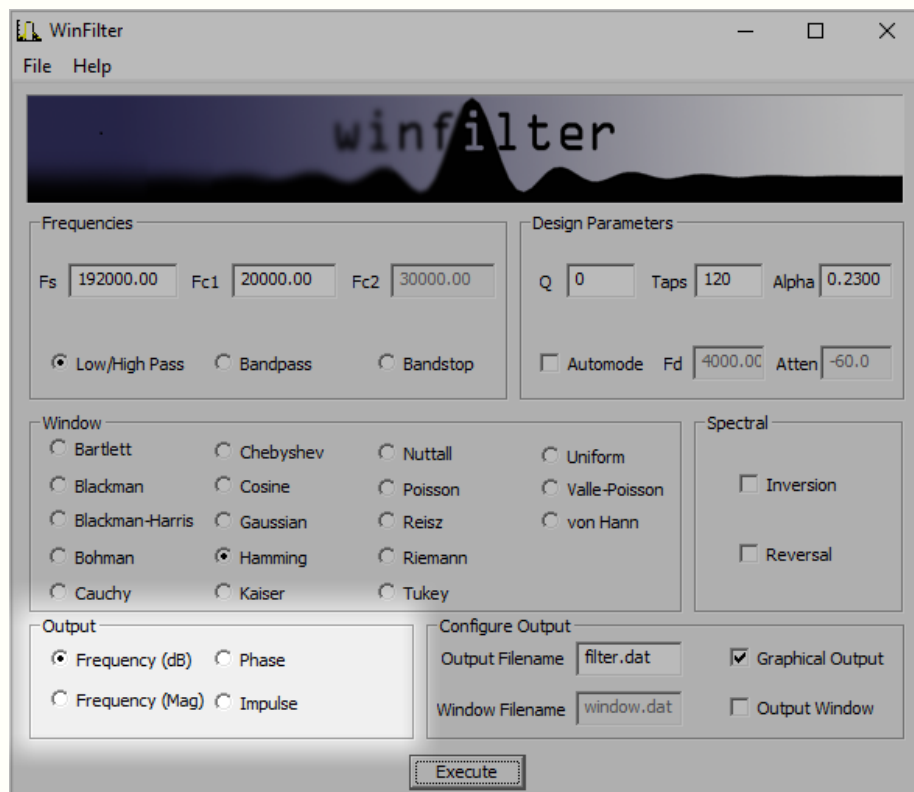 WinFilter
File Help
winfilter
Frequencies
Fs 192000.00 Fc1 20000.00 Fc2 30000.00
Low/High Pass Bandpass Bandstop
Design Parameters
Q 0 Taps 120 Alpha 0.2300
Automode Fd 4000.00 Atten -60.0
Window
Bartlett Chebyshev Nuttall Uniform
Blackman Cosine Poisson Valle-Poisson
Blackman-Harris Gaussian Reisz von Hann
Bohman Hamming Riemann
Cauchy Kaiser Tukey
Spectral
Inversion
Reversal
Output
Frequency (dB) Phase
Frequency (Mag) Impulse
Configure Output
Output Filename filter.dat Graphical Output
Window Filename window.dat Output Window
Execute